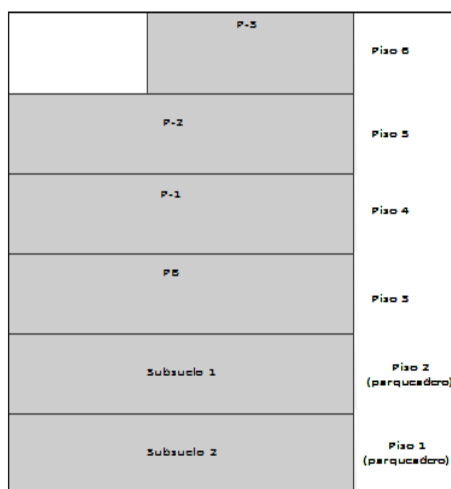 P-3
Piso 6
P-2
Piso 5
P-1
Piso 4
PB
Piso 3
Subsuelo 1
Piso 2
(parqueadero)
Subsuelo 2
Piso 1
(parqueadero)